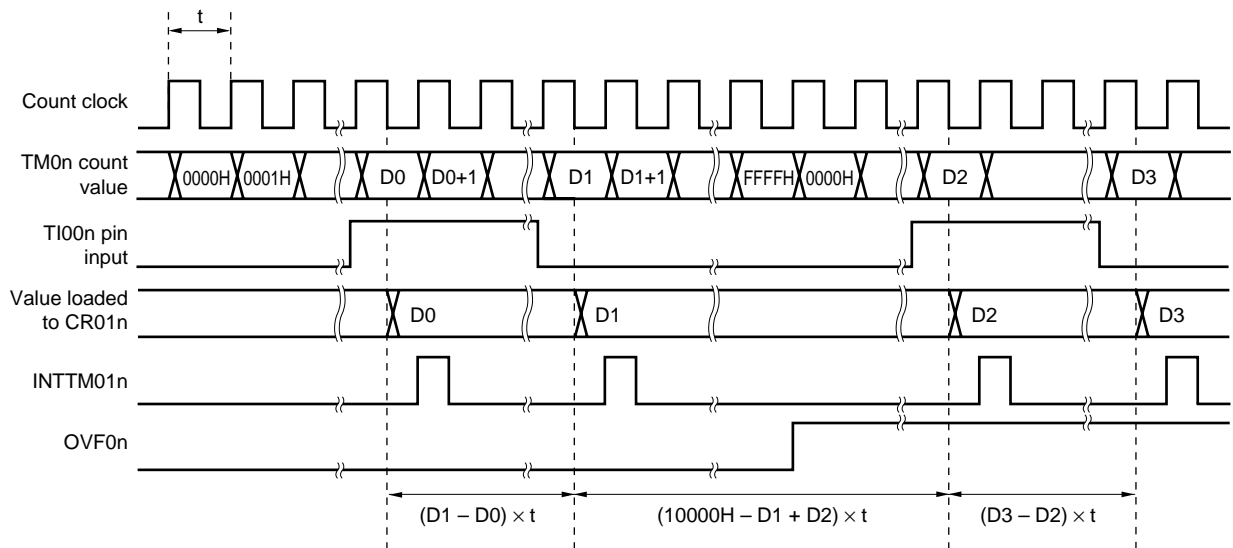 t
Count clock
TM0n count
value
0000H 0001H D0 D0+1 D1 D1+1 FFFFH 0000H D2 D3
TI00n pin
input
Value loaded
to CR01n
D0 D1 D2 D3
INTTM01n
OVF0n
(D1 – D0) × t (10000H – D1 + D2) × t (D3 – D2) × t